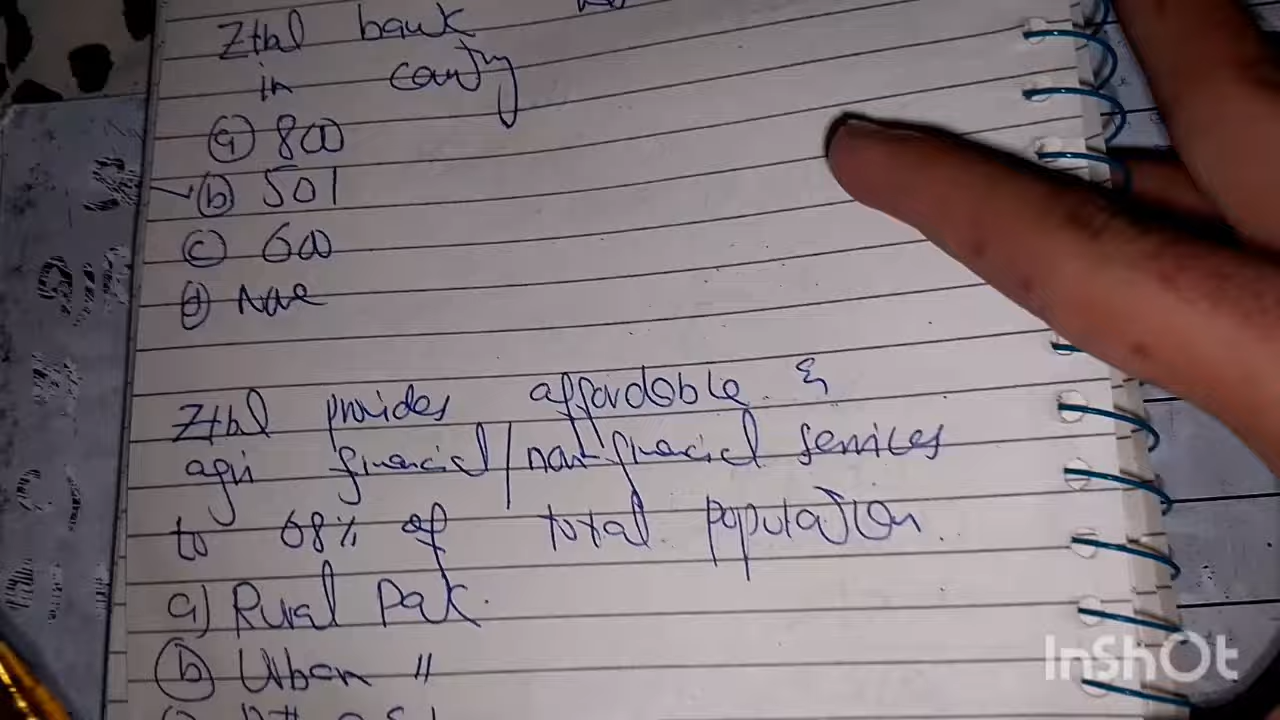 Ztbl bank
in county
(a) 800
(b) 501
(c) 600
(d) None
Ztbl provides affordable &
agri financial/non financial services
to 68% of total population.
a) Rural Pak.
(b) Urban "
InShOt